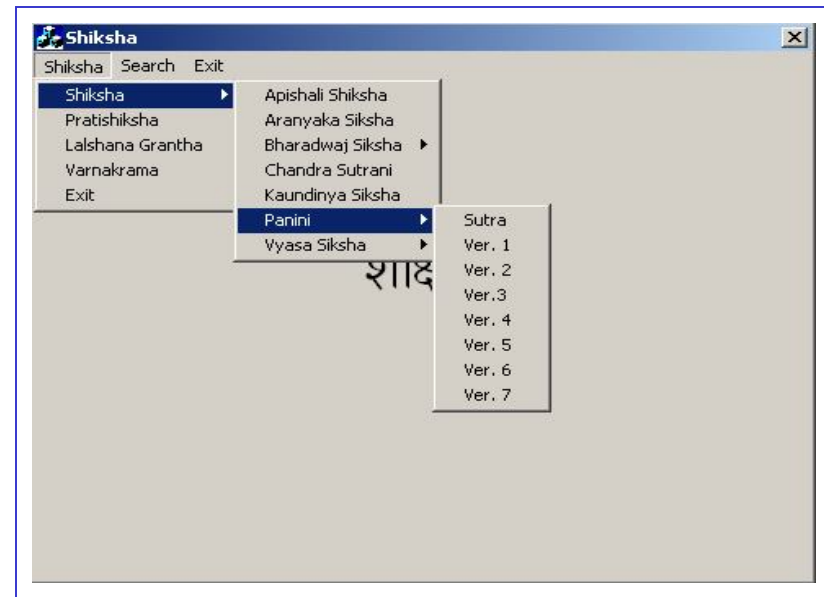 Shiksha
Shiksha Search Exit
Shiksha
Pratishiksha
Lalshana Grantha
Varnakrama
Exit
Apishali Shiksha
Aranyaka Siksha
Bharadwaj Siksha
Chandra Sutrani
Kaundinya Siksha
Panini
Vyasa Siksha
Sutra
Ver. 1
Ver. 2
Ver.3
Ver. 4
Ver. 5
Ver. 6
Ver. 7